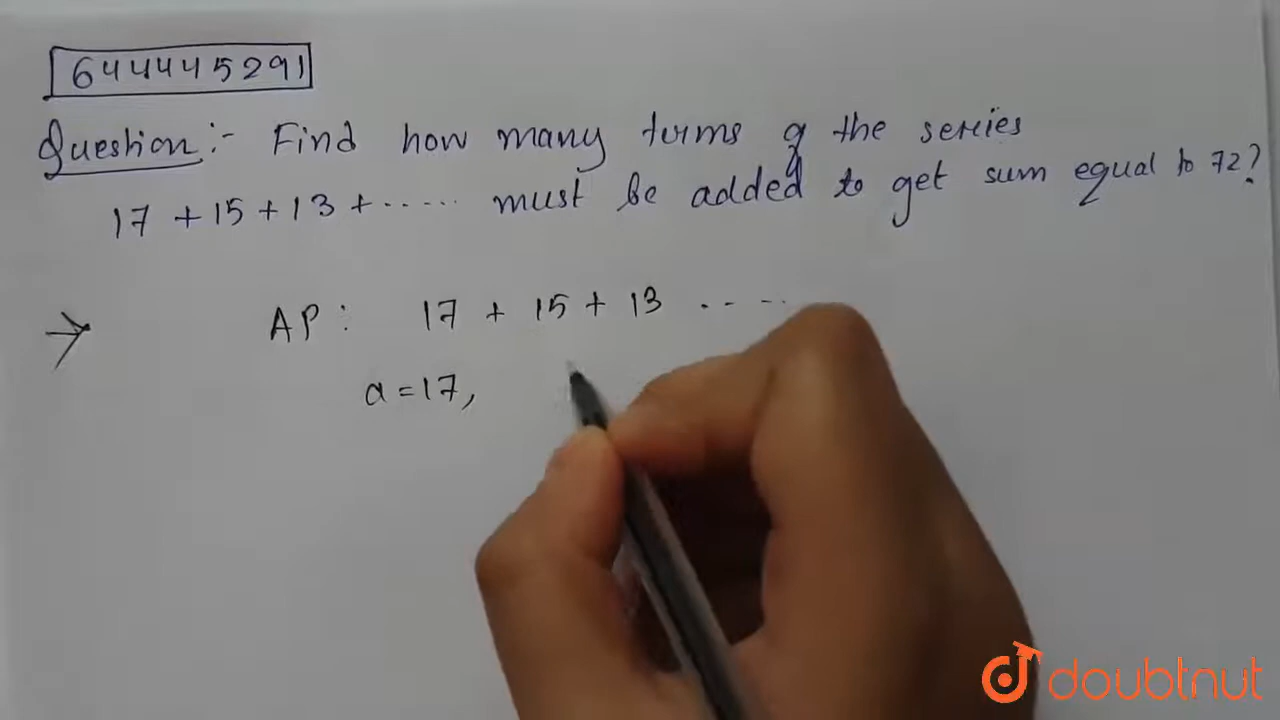 6444445291
Question:- Find how many terms of the series
17 + 15 + 13 + ..... must be added to get sum equal to 72?
→ AP : 17 + 15 + 13 .....
a = 17,
doubtnut